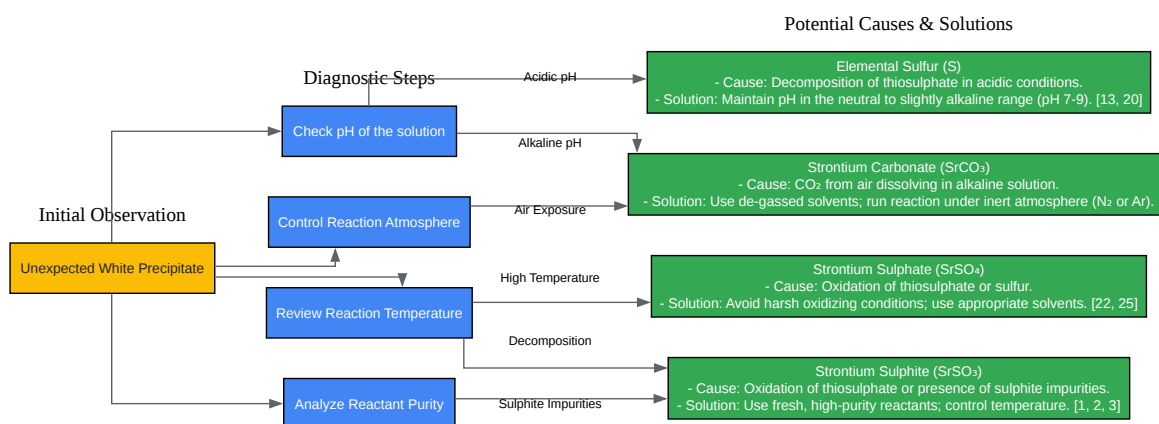 Potential Causes & Solutions
Diagnostic Steps
Initial Observation
Unexpected White Precipitate
Check pH of the solution
Control Reaction Atmosphere
Review Reaction Temperature
Analyze Reactant Purity
Acidic pH
Alkaline pH
Air Exposure
High Temperature
Decomposition
Sulphite Impurities
Elemental Sulfur (S)
- Cause: Decomposition of thiosulphate in acidic conditions.
- Solution: Maintain pH in the neutral to slightly alkaline range (pH 7-9). [13, 20]
Strontium Carbonate (SrCO₃)
- Cause: CO₂ from air dissolving in alkaline solution.
- Solution: Use de-gassed solvents; run reaction under inert atmosphere (N₂ or Ar).
Strontium Sulphate (SrSO₄)
- Cause: Oxidation of thiosulphate or sulfur.
- Solution: Avoid harsh oxidizing conditions; use appropriate solvents. [22, 25]
Strontium Sulphite (SrSO₃)
- Cause: Oxidation of thiosulphate or presence of sulphite impurities.
- Solution: Use fresh, high-purity reactants; control temperature. [1, 2, 3]